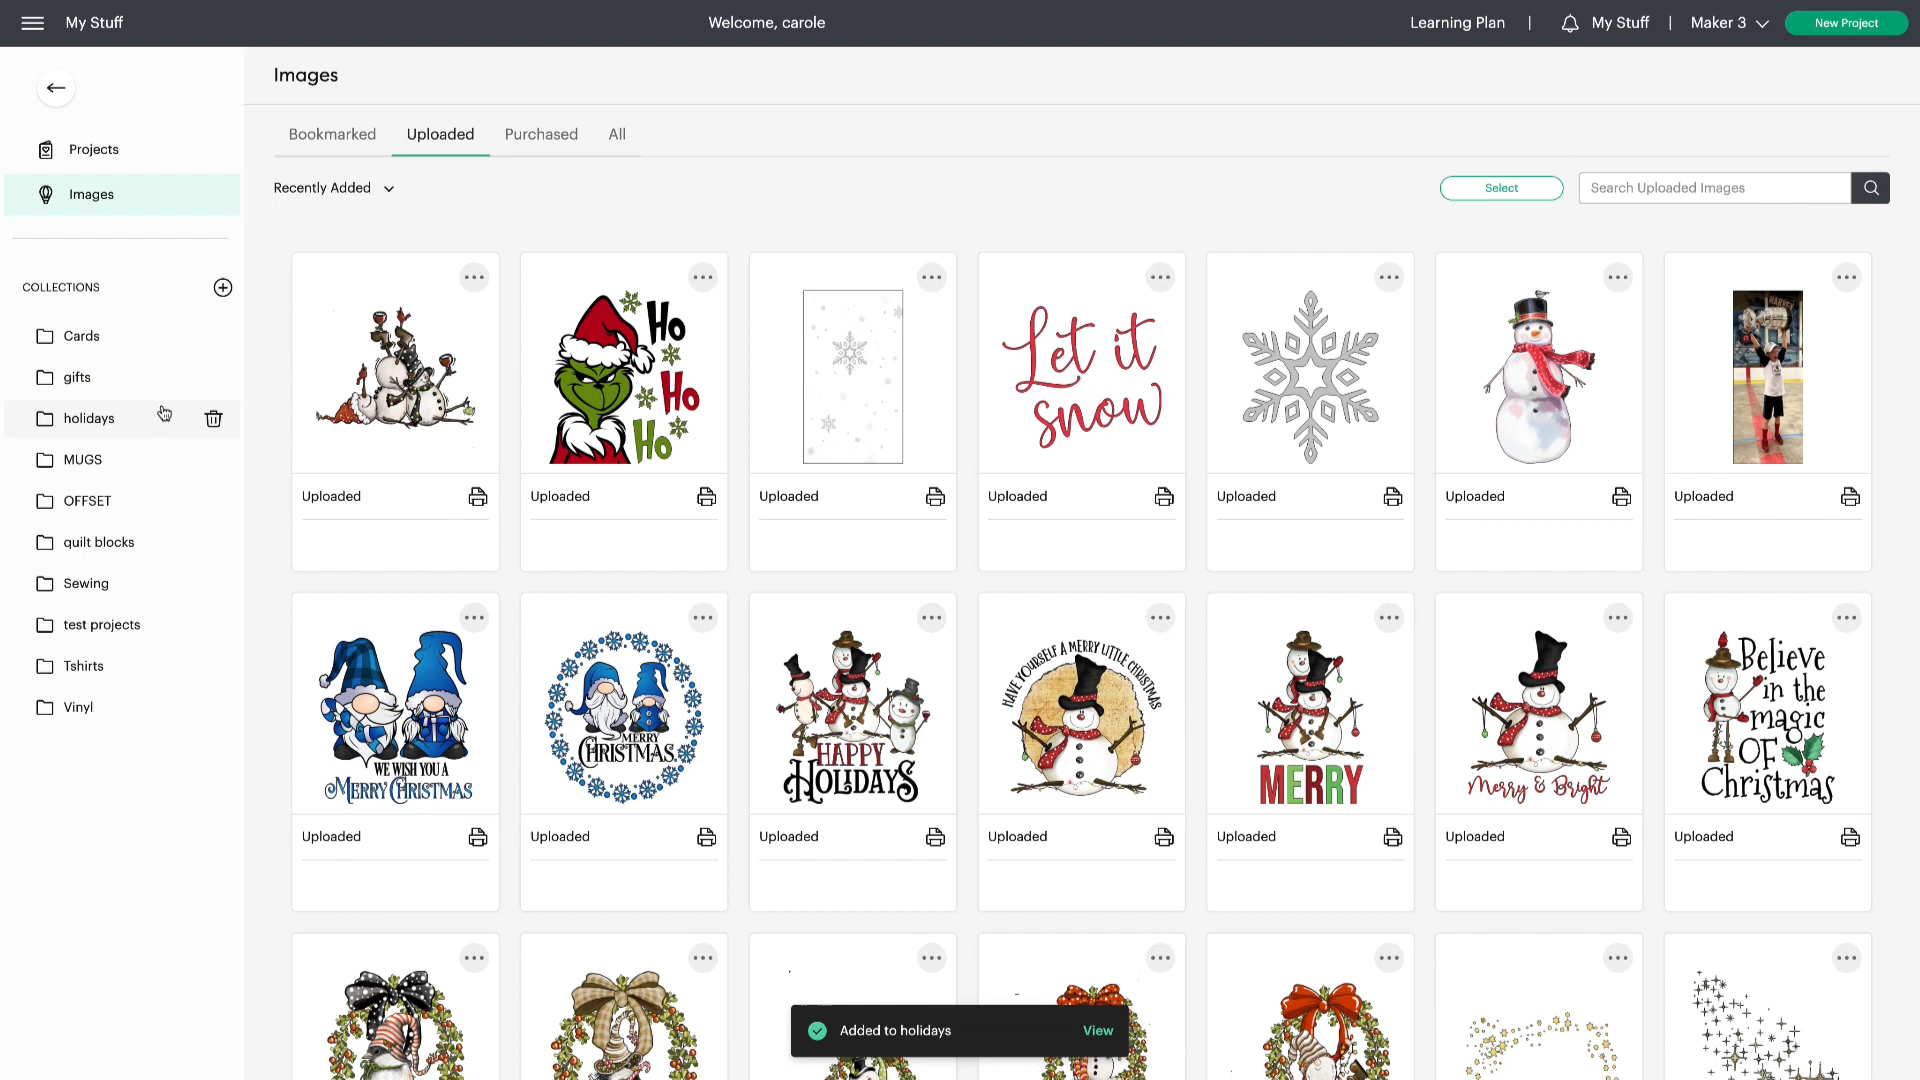 My Stuff
Welcome, carole
Learning Plan | My Stuff | Maker 3
New Project
Projects
Images
COLLECTIONS
Cards
gifts
holidays
MUGS
OFFSET
quilt blocks
Sewing
test projects
Tshirts
Vinyl
Images
Bookmarked Uploaded Purchased All
Recently Added
Select
Search Uploaded Images
Ho
Ho
Ho
Let it
snow
HARVEY
Uploaded Uploaded Uploaded Uploaded Uploaded Uploaded Uploaded
WE WISH YOU A
MERRY CHRISTMAS
MERRY
CHRISTMAS
HAPPY
HOLIDAYS
HAVE YOURSELF A MERRY LITTLE CHRISTMAS
MERRY
Merry & Bright
Believe
in the
magic
OF
Christmas
Uploaded Uploaded Uploaded Uploaded Uploaded Uploaded Uploaded
Added to holidays View